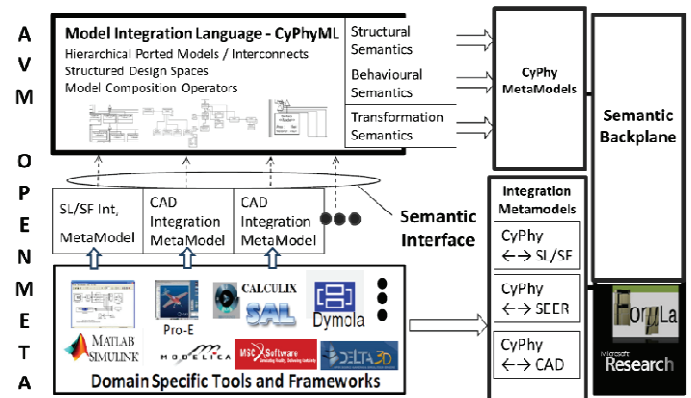 AVM OPENMETA
Model Integration Language - CyPhyML
Hierarchical Ported Models / Interconnects
Structured Design Spaces
Model Composition Operators
Structural
Semantics
Behavioural
Semantics
Transformation
Semantics
CyPhy
MetaModels
Semantic
Backplane
SL/SF Int,
MetaModel
CAD
Integration
MetaModel
CAD
Integration
MetaModel
Semantic
Interface
Integration
Metamodels
CyPhy
←→ SL/SF
CyPhy
←→ SEER
CyPhy
←→ CAD
Pro-E
CALCULIX
SAL
Dymola
MATLAB
SIMULINK
MODELICA
MSC Software
DELTA3D
Domain Specific Tools and Frameworks
Microsoft
Research